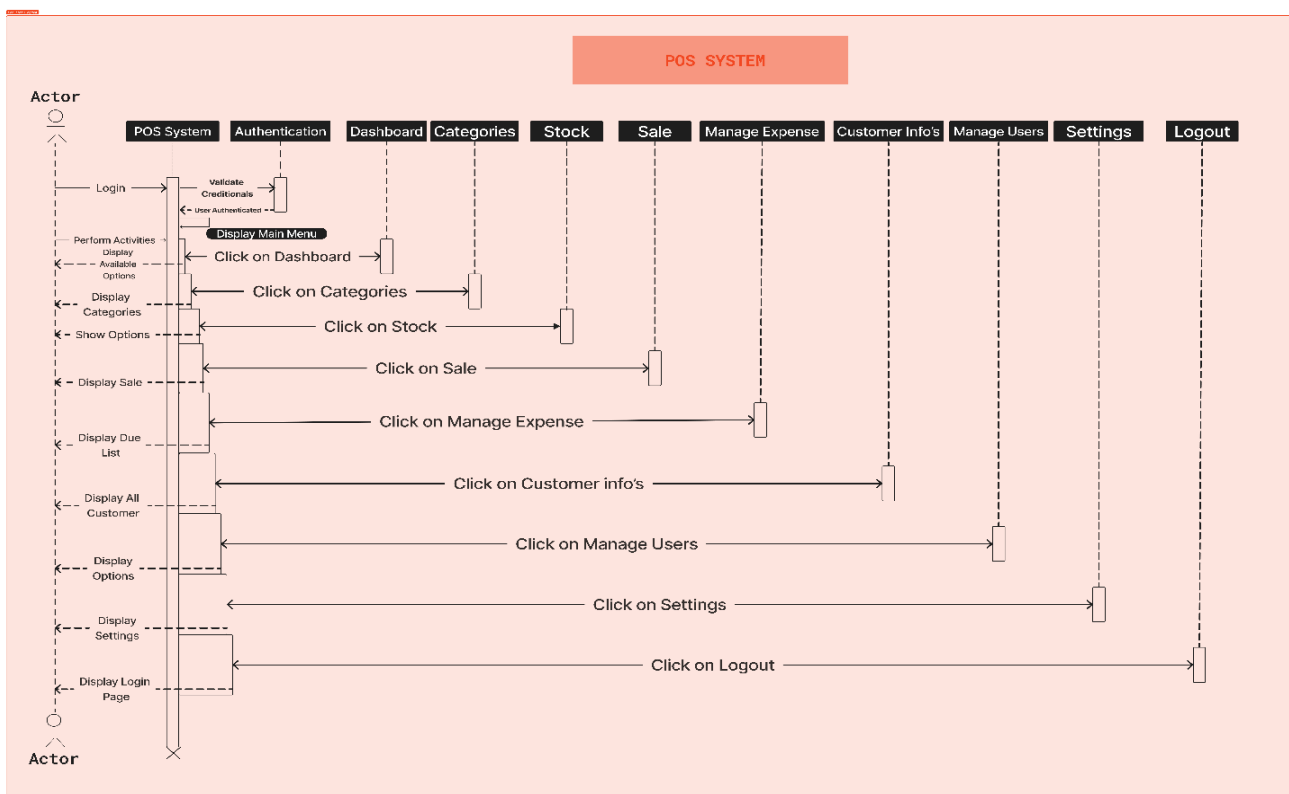 POS SYSTEM
Actor
POS System
Authentication
Dashboard
Categories
Stock
Sale
Manage Expense
Customer Info's
Manage Users
Settings
Logout
Login
Validate
Creditionals
User Authenticated
Display Main Menu
Perform Activities
Display
Available
Options
Click on Dashboard
Click on Categories
Display
Categories
Click on Stock
Show Options
Click on Sale
Display Sale
Click on Manage Expense
Display Due
List
Click on Customer info's
Display All
Customer
Click on Manage Users
Display
Options
Click on Settings
Display
Settings
Click on Logout
Display Login
Page
Actor